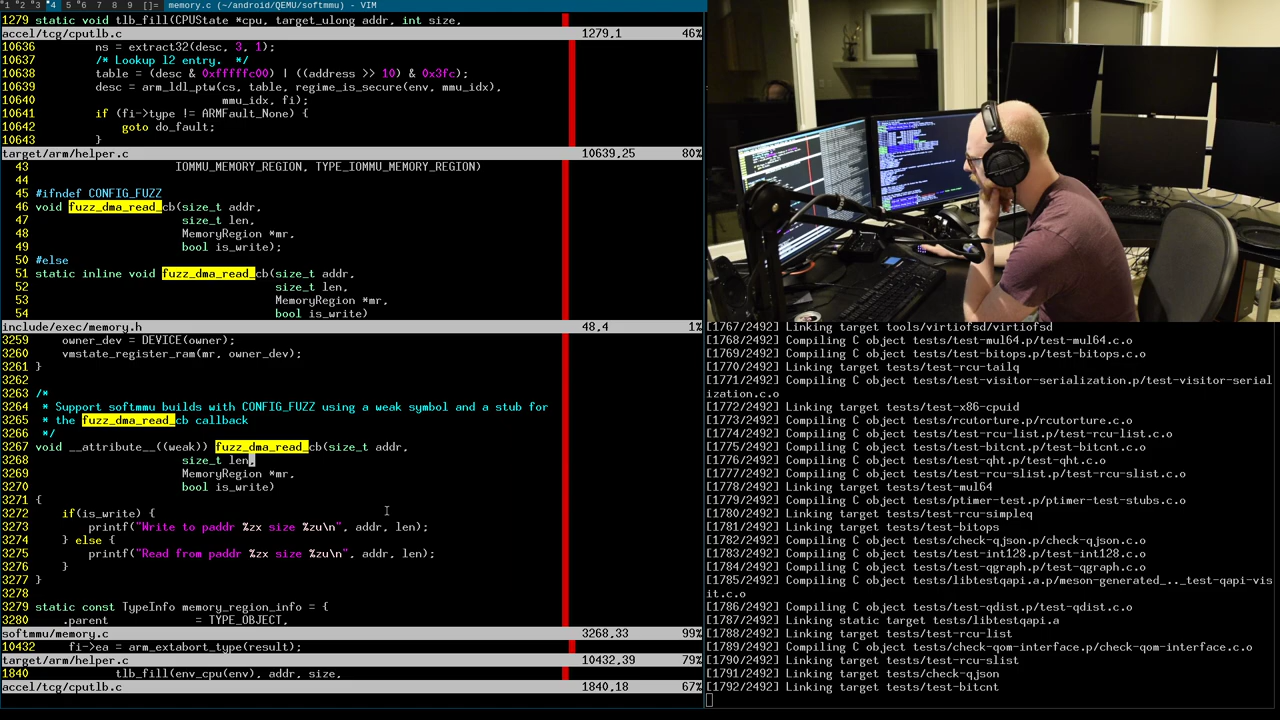 ¹1 ²2 ³3 ⁴4 5 6 7 8 9 []= memory.c (~/android/QEMU/softmmu) - VIM
1279 static void tlb_fill(CPUState *cpu, target_ulong addr, int size,
accel/tcg/cputlb.c 1279,1 46%
10636 ns = extract32(desc, 3, 1);
10637 /* Lookup l2 entry. */
10638 table = (desc & 0xfffffc00) | ((address >> 10) & 0x3fc);
10639 desc = arm_ldl_ptw(cs, table, regime_is_secure(env, mmu_idx),
10640 mmu_idx, fi);
10641 if (fi->type != ARMFault_None) {
10642 goto do_fault;
10643 }
target/arm/helper.c 10639,25 80%
43 IOMMU_MEMORY_REGION, TYPE_IOMMU_MEMORY_REGION)
44
45 #ifndef CONFIG_FUZZ
46 void fuzz_dma_read_cb(size_t addr,
47 size_t len,
48 MemoryRegion *mr,
49 bool is_write);
50 #else
51 static inline void fuzz_dma_read_cb(size_t addr,
52 size_t len,
53 MemoryRegion *mr,
54 bool is_write)
include/exec/memory.h 48,4 1%
3259 owner_dev = DEVICE(owner);
3260 vmstate_register_ram(mr, owner_dev);
3261 }
3262
3263 /*
3264 * Support softmmu builds with CONFIG_FUZZ using a weak symbol and a stub for
3265 * the fuzz_dma_read_cb callback
3266 */
3267 void __attribute__((weak)) fuzz_dma_read_cb(size_t addr,
3268 size_t len,
3269 MemoryRegion *mr,
3270 bool is_write)
3271 {
3272 if(is_write) {
3273 printf("Write to paddr %zx size %zu\n", addr, len);
3274 } else {
3275 printf("Read from paddr %zx size %zu\n", addr, len);
3276 }
3277 }
3278
3279 static const TypeInfo memory_region_info = {
3280 .parent = TYPE_OBJECT,
softmmu/memory.c 3268,33 99%
10432 fi->ea = arm_extabort_type(result);
target/arm/helper.c 10432,39 79%
1840 tlb_fill(env_cpu(env), addr, size,
accel/tcg/cputlb.c 1840,18 67%
[1767/2492] Linking target tools/virtiofsd/virtiofsd
[1768/2492] Compiling C object tests/test-mul64.p/test-mul64.c.o
[1769/2492] Compiling C object tests/test-bitops.p/test-bitops.c.o
[1770/2492] Linking target tests/test-rcu-tailq
[1771/2492] Compiling C object tests/test-visitor-serialization.p/test-visitor-serial
ization.c.o
[1772/2492] Linking target tests/test-x86-cpuid
[1773/2492] Compiling C object tests/rcutorture.p/rcutorture.c.o
[1774/2492] Compiling C object tests/test-rcu-list.p/test-rcu-list.c.o
[1775/2492] Compiling C object tests/test-bitcnt.p/test-bitcnt.c.o
[1776/2492] Compiling C object tests/test-qht.p/test-qht.c.o
[1777/2492] Compiling C object tests/test-rcu-slist.p/test-rcu-slist.c.o
[1778/2492] Linking target tests/test-mul64
[1779/2492] Compiling C object tests/ptimer-test.p/ptimer-test-stubs.c.o
[1780/2492] Linking target tests/test-rcu-simpleq
[1781/2492] Linking target tests/test-bitops
[1782/2492] Compiling C object tests/check-qjson.p/check-qjson.c.o
[1783/2492] Compiling C object tests/test-int128.p/test-int128.c.o
[1784/2492] Compiling C object tests/test-qgraph.p/test-qgraph.c.o
[1785/2492] Compiling C object tests/libtestqapi.a.p/meson-generated_.._test-qapi-vis
it.c.o
[1786/2492] Compiling C object tests/test-qdist.p/test-qdist.c.o
[1787/2492] Linking static target tests/libtestqapi.a
[1788/2492] Linking target tests/test-rcu-list
[1789/2492] Compiling C object tests/check-qom-interface.p/check-qom-interface.c.o
[1790/2492] Linking target tests/test-rcu-slist
[1791/2492] Linking target tests/check-qjson
[1792/2492] Linking target tests/test-bitcnt